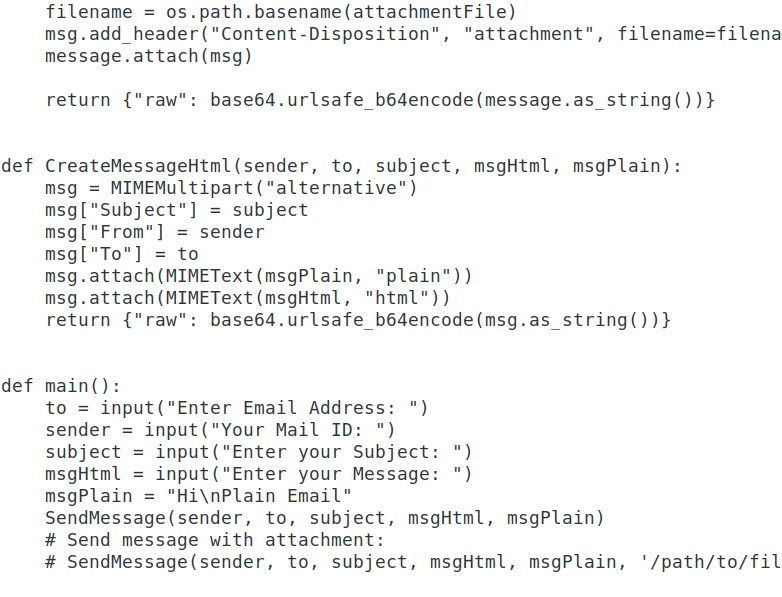 filename = os.path.basename(attachmentFile)
msg.add_header("Content-Disposition", "attachment", filename=filena
message.attach(msg)
return {"raw": base64.urlsafe_b64encode(message.as_string())}
def CreateMessageHtml(sender, to, subject, msgHtml, msgPlain):
msg = MIMEMultipart("alternative")
msg["Subject"] = subject
msg["From"] = sender
msg["To"] = to
msg.attach(MIMEText(msgPlain, "plain"))
msg.attach(MIMEText(msgHtml, "html"))
return {"raw": base64.urlsafe_b64encode(msg.as_string())}
def main():
to = input("Enter Email Address: ")
sender = input("Your Mail ID: ")
subject = input("Enter your Subject: ")
msgHtml = input("Enter your Message: ")
msgPlain = "Hi\nPlain Email"
SendMessage(sender, to, subject, msgHtml, msgPlain)
# Send message with attachment:
# SendMessage(sender, to, subject, msgHtml, msgPlain, '/path/to/fil